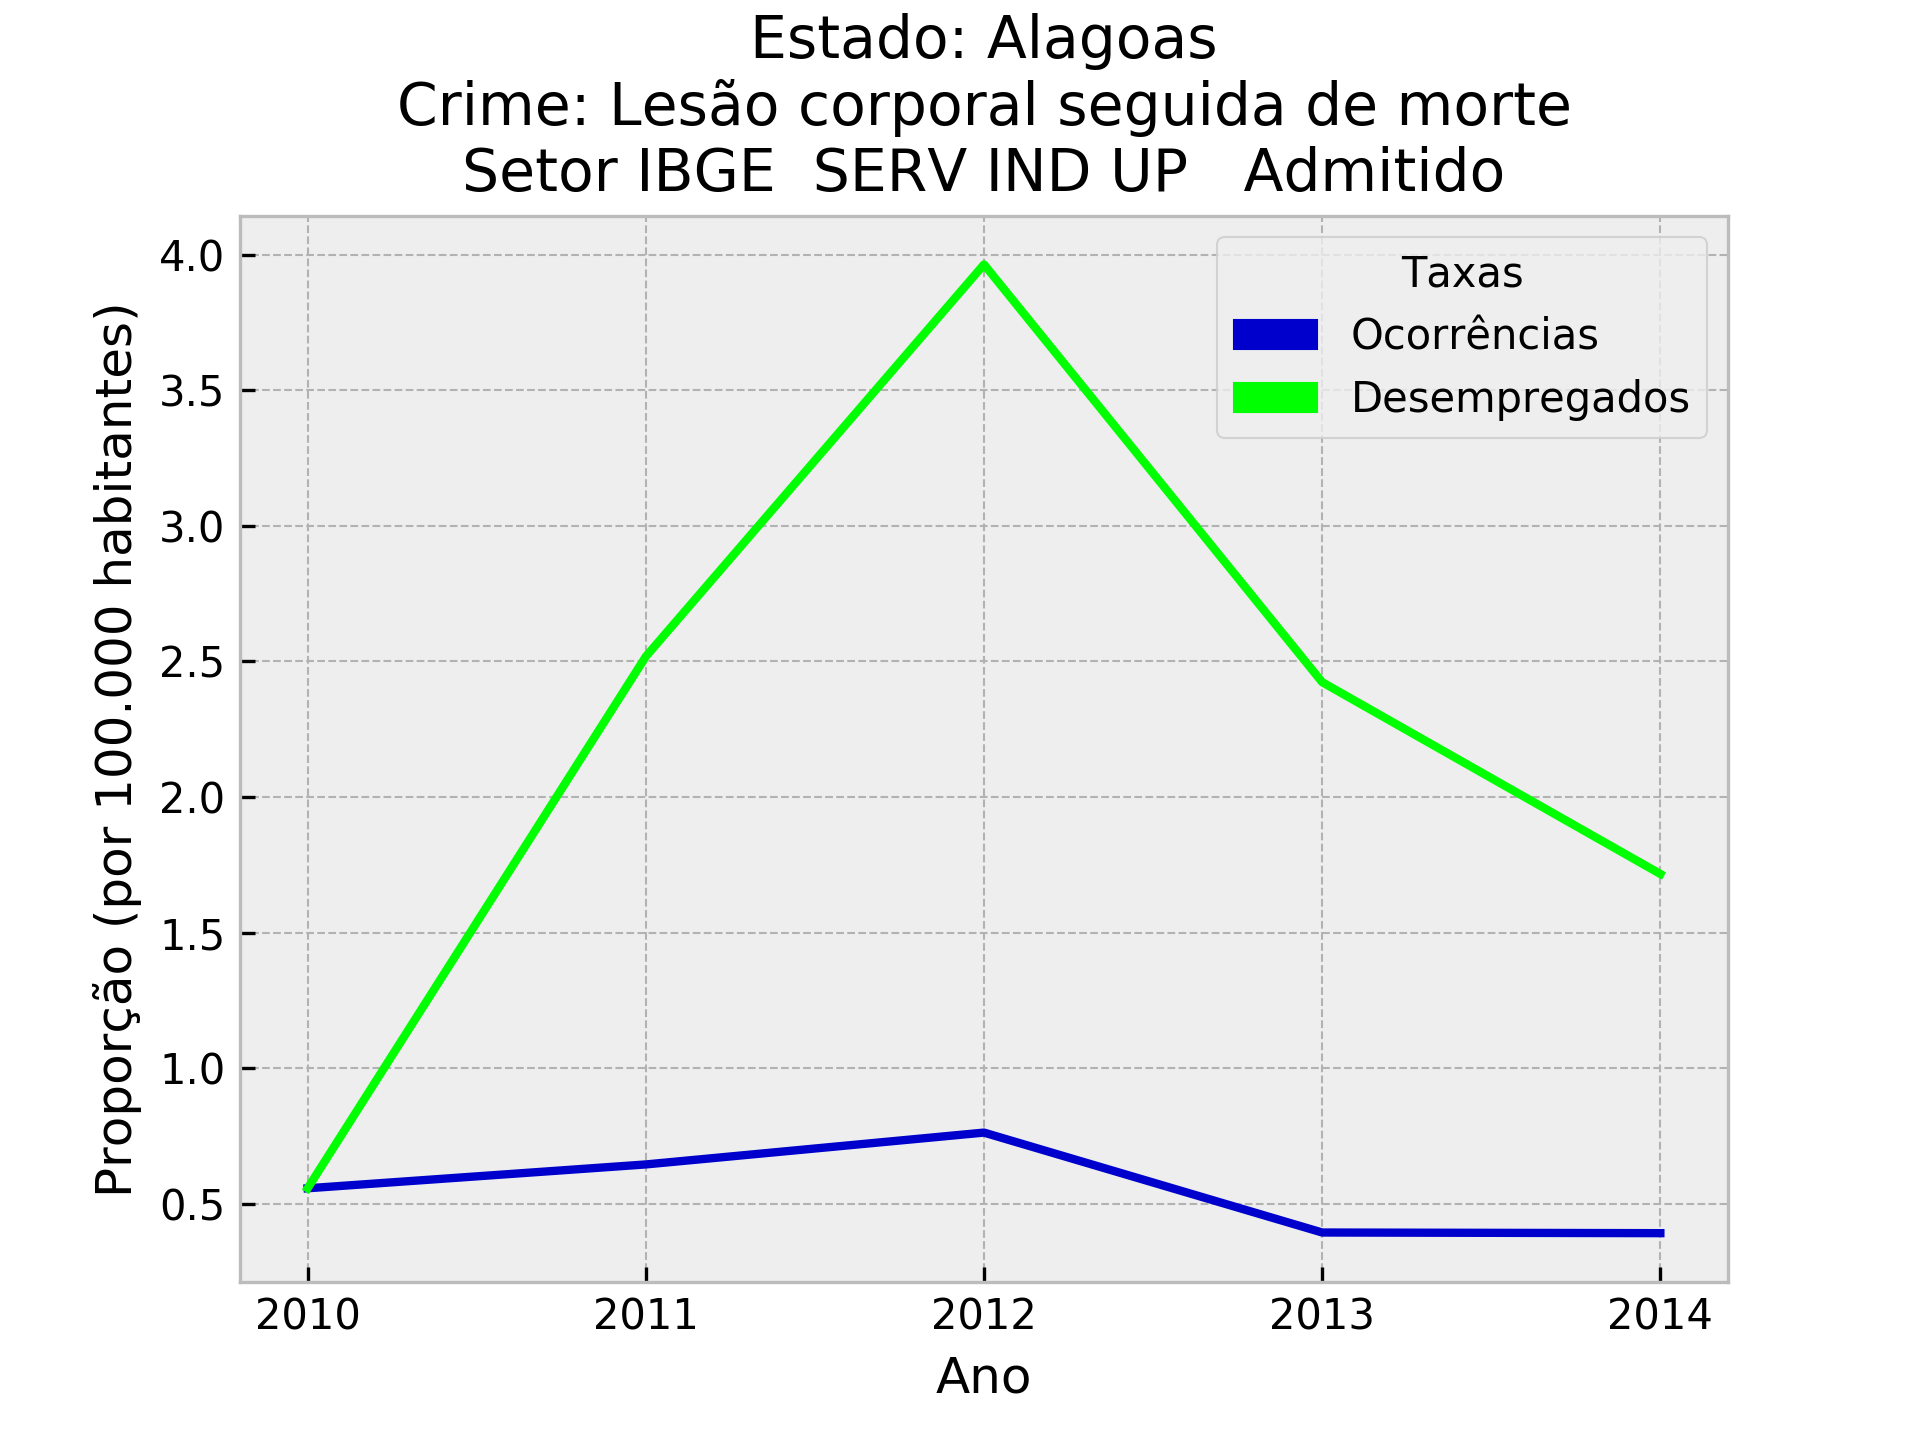 Estado: Alagoas
Crime: Lesão corporal seguida de morte
Setor IBGE  SERV IND UP   Admitido
Proporção (por 100.000 habitantes)
4.0
3.5
3.0
2.5
2.0
1.5
1.0
0.5
Taxas
Ocorrências
Desempregados
2010 2011 2012 2013 2014
Ano